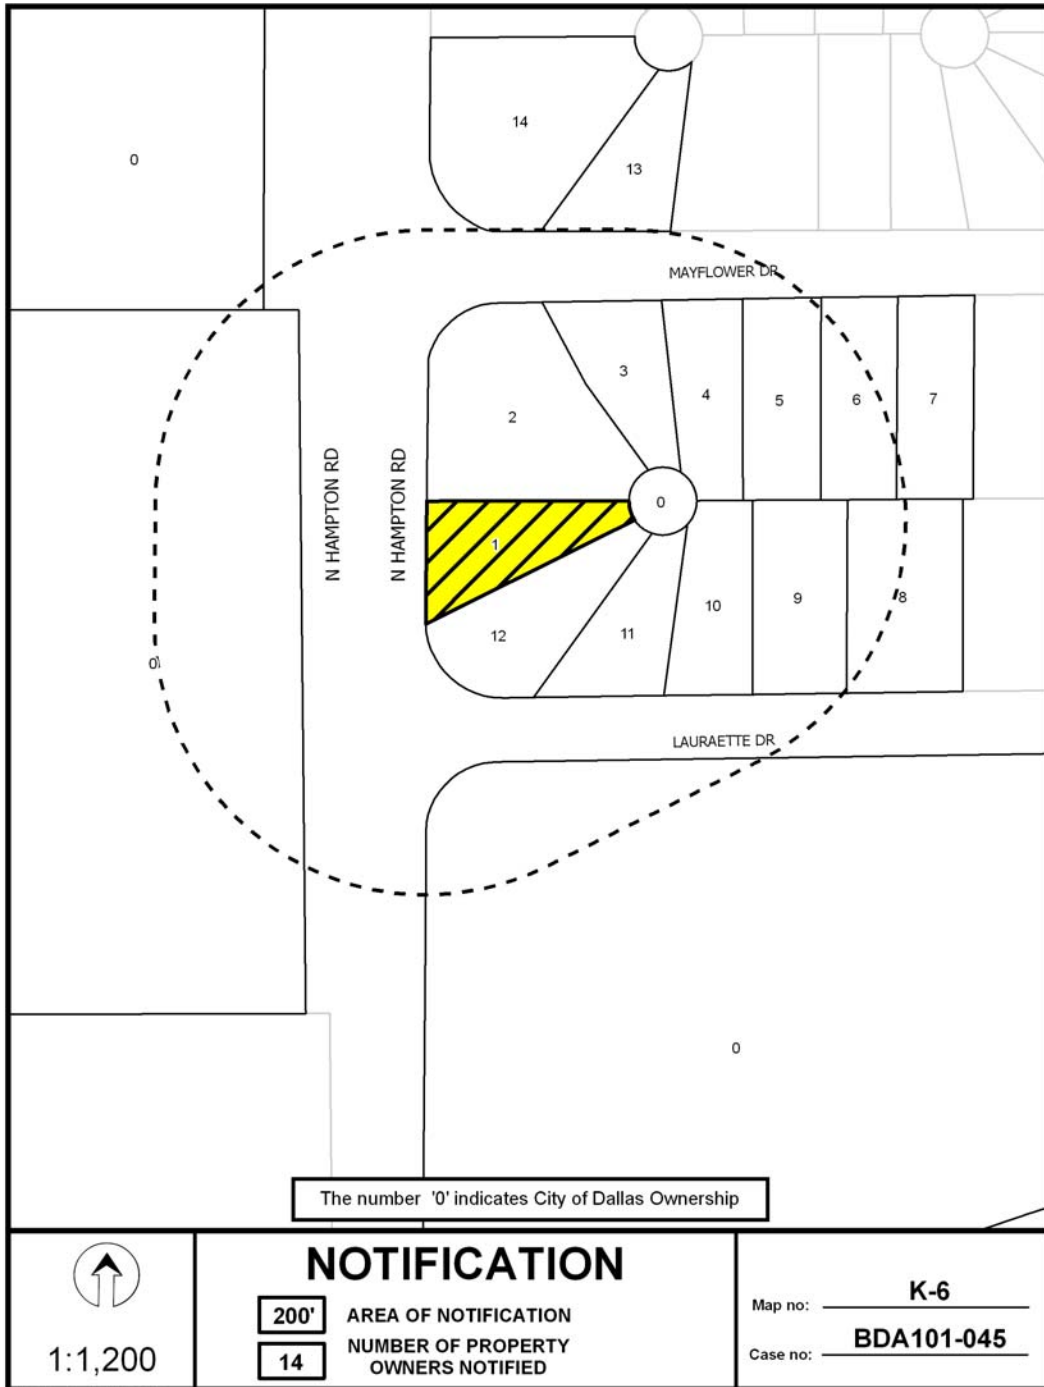 14
0
13
MAYFLOWER DR
3
4
5
6
7
2
N HAMPTON RD
N HAMPTON RD
0
1
10
9
8
12
11
0
LAURAETTE DR
0
The number '0' indicates City of Dallas Ownership
1:1,200
NOTIFICATION
200' AREA OF NOTIFICATION
14 NUMBER OF PROPERTY
OWNERS NOTIFIED
Map no: K-6
Case no: BDA101-045